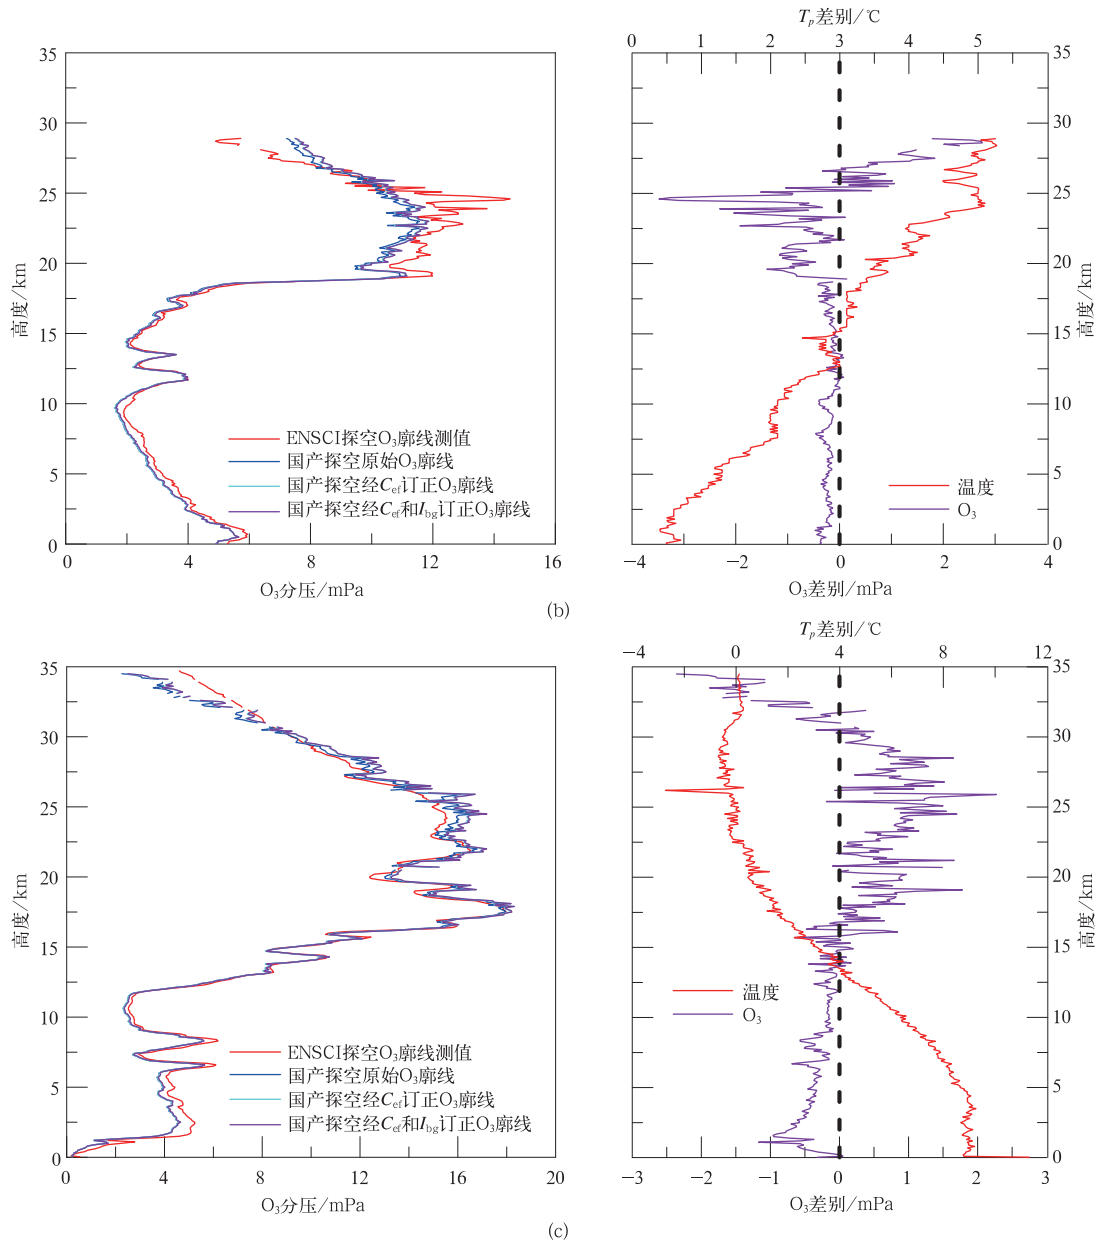 T_p差别/℃
0 1 2 3 4 5
35 35
30 30
25 25
20 20
15 15
10 10
5 5
0 0
高度/km
高度/km
ENSCI探空O₃廓线测值
国产探空原始O₃廓线
国产探空经C_ef订正O₃廓线
国产探空经C_ef和I_bg订正O₃廓线
温度
O₃
0 4 8 12 16
−4 −2 0 2 4
O₃分压/mPa
O₃差别/mPa
(b)
T_p差别/℃
−4 0 4 8 12
35 35
30 30
25 25
20 20
15 15
10 10
5 5
0 0
高度/km
高度/km
温度
O₃
ENSCI探空O₃廓线测值
国产探空原始O₃廓线
国产探空经C_ef订正O₃廓线
国产探空经C_ef和I_bg订正O₃廓线
0 4 8 12 16 20
−3 −2 −1 0 1 2 3
O₃分压/mPa
O₃差别/mPa
(c)